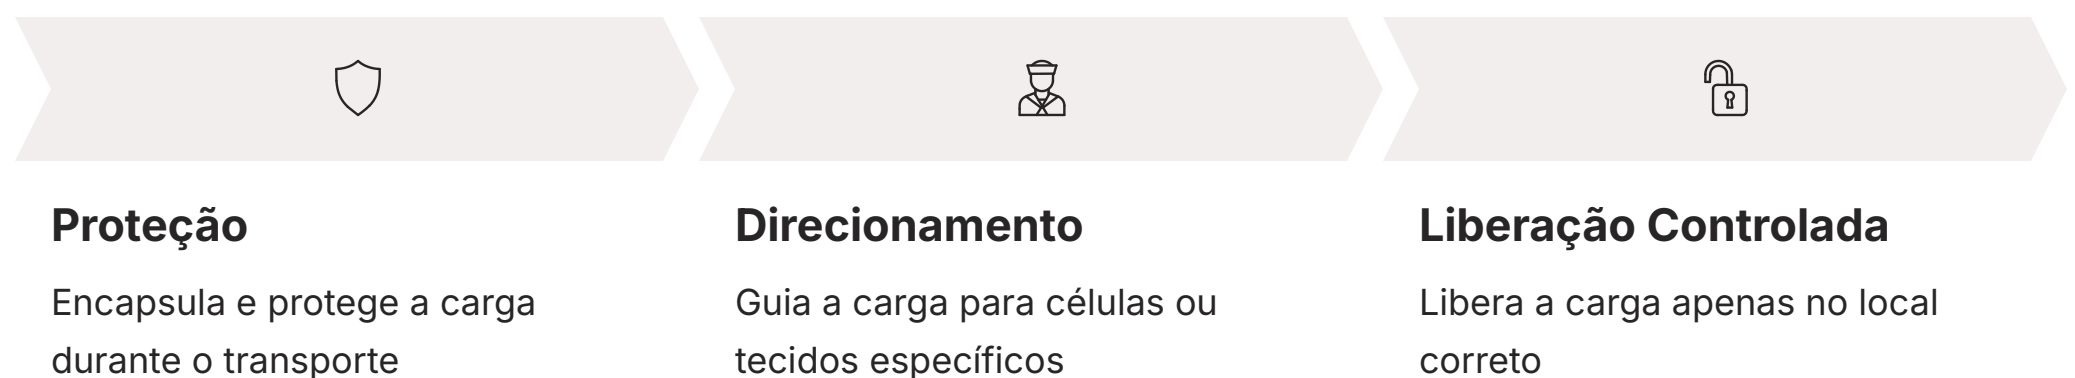 Proteção
Encapsula e protege a carga
durante o transporte
Direcionamento
Guia a carga para células ou
tecidos específicos
Liberação Controlada
Libera a carga apenas no local
correto